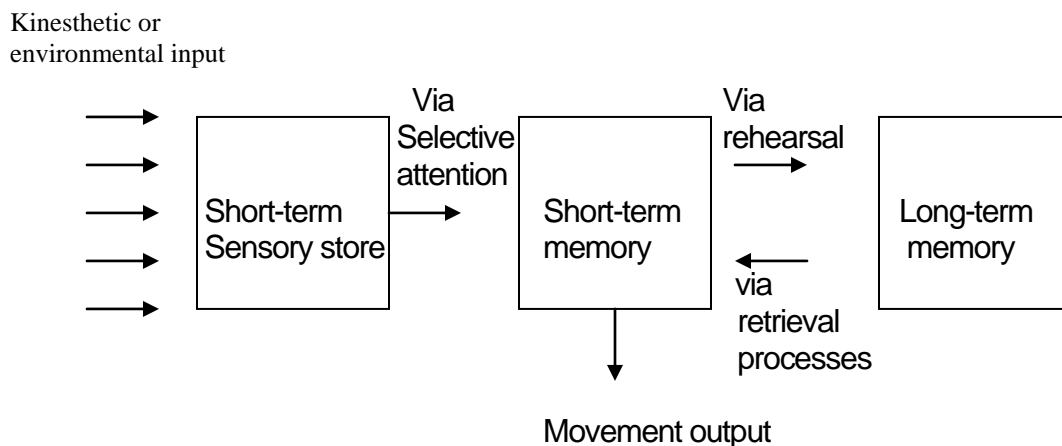 Kinesthetic or
environmental input
Via
Selective
attention
Via
rehearsal
Short-term
Sensory store
Short-term
memory
Long-term
memory
via
retrieval
processes
Movement output